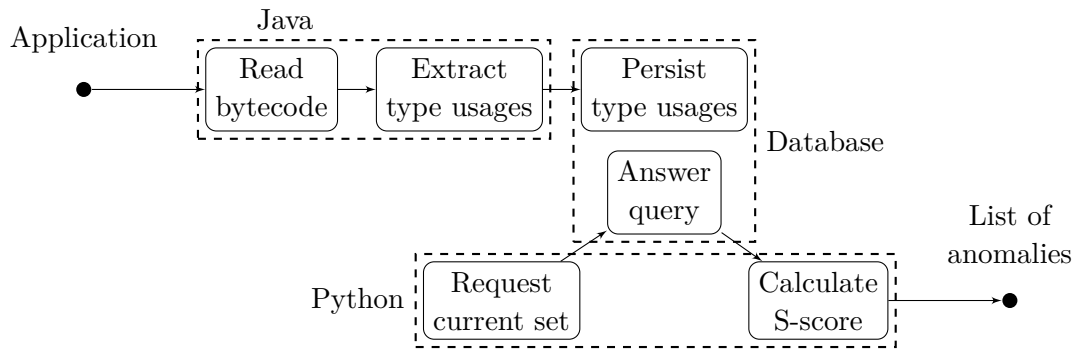 Java
Application
Read
bytecode
Extract
type usages
Persist
type usages
Database
Answer
query
List of
anomalies
Python
Request
current set
Calculate
S-score